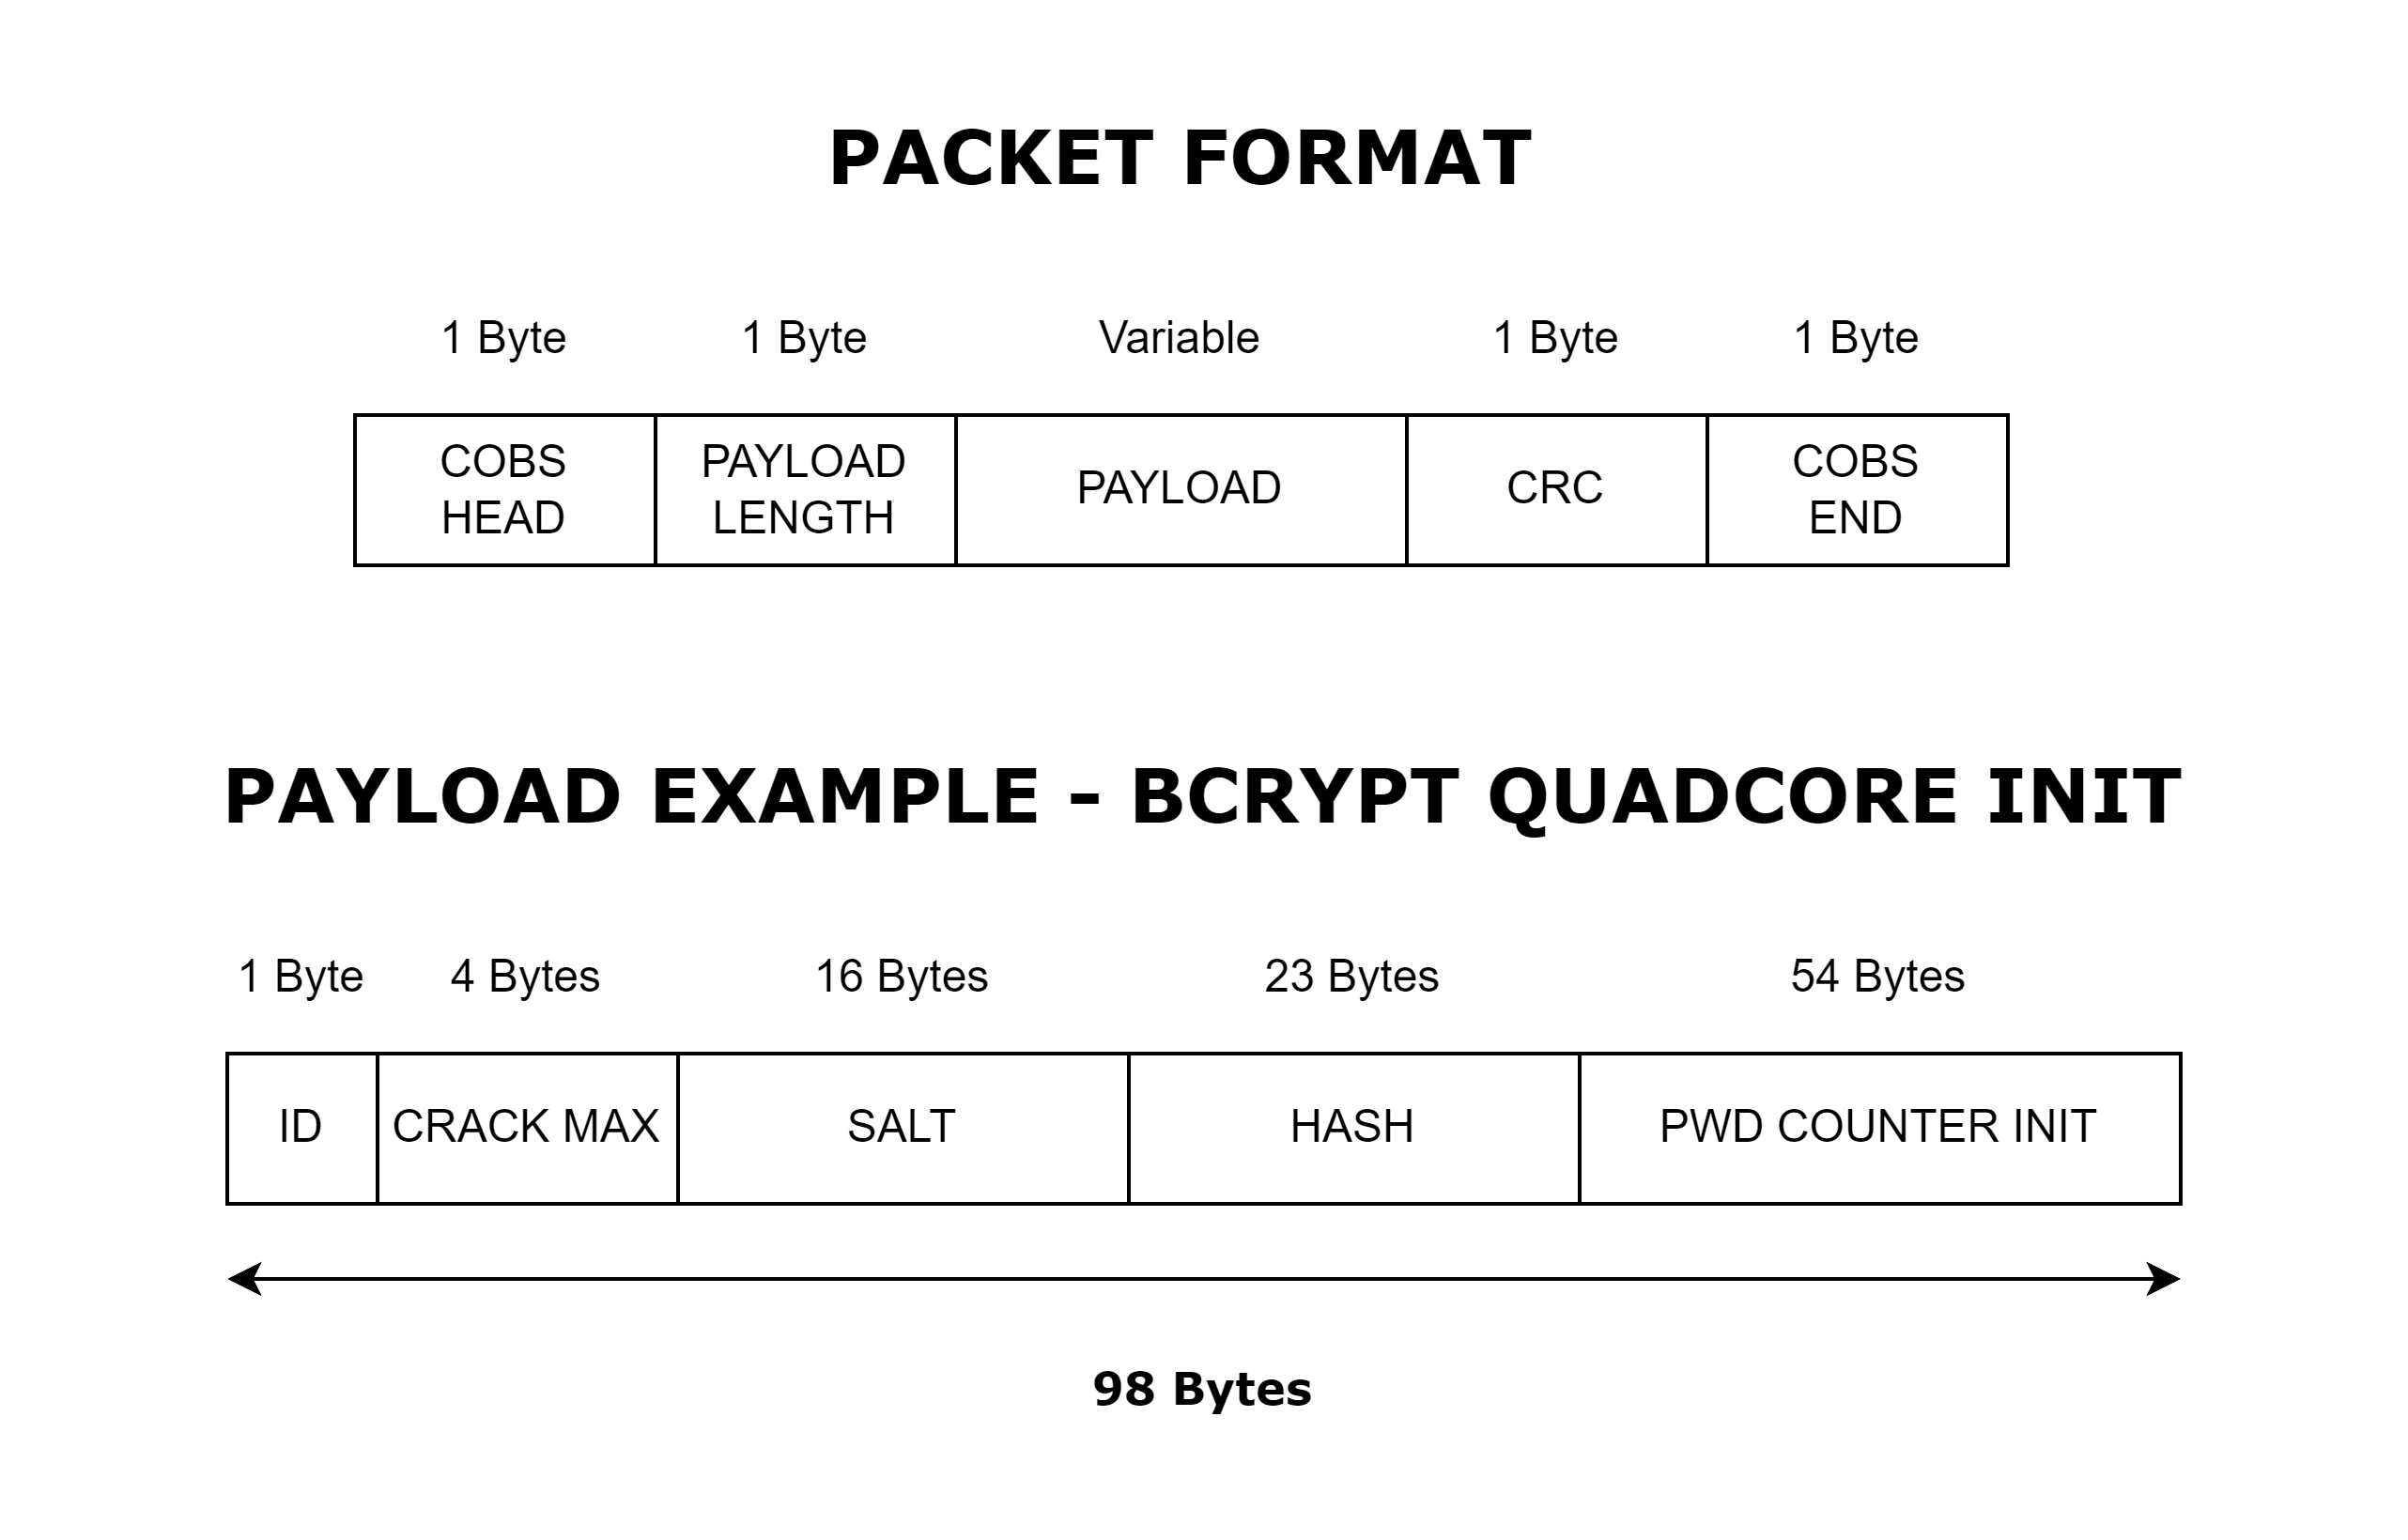 PACKET FORMAT
1 Byte 1 Byte Variable 1 Byte 1 Byte
COBS HEAD PAYLOAD LENGTH PAYLOAD CRC COBS END
PAYLOAD EXAMPLE - BCRYPT QUADCORE INIT
1 Byte 4 Bytes 16 Bytes 23 Bytes 54 Bytes
ID CRACK MAX SALT HASH PWD COUNTER INIT
98 Bytes